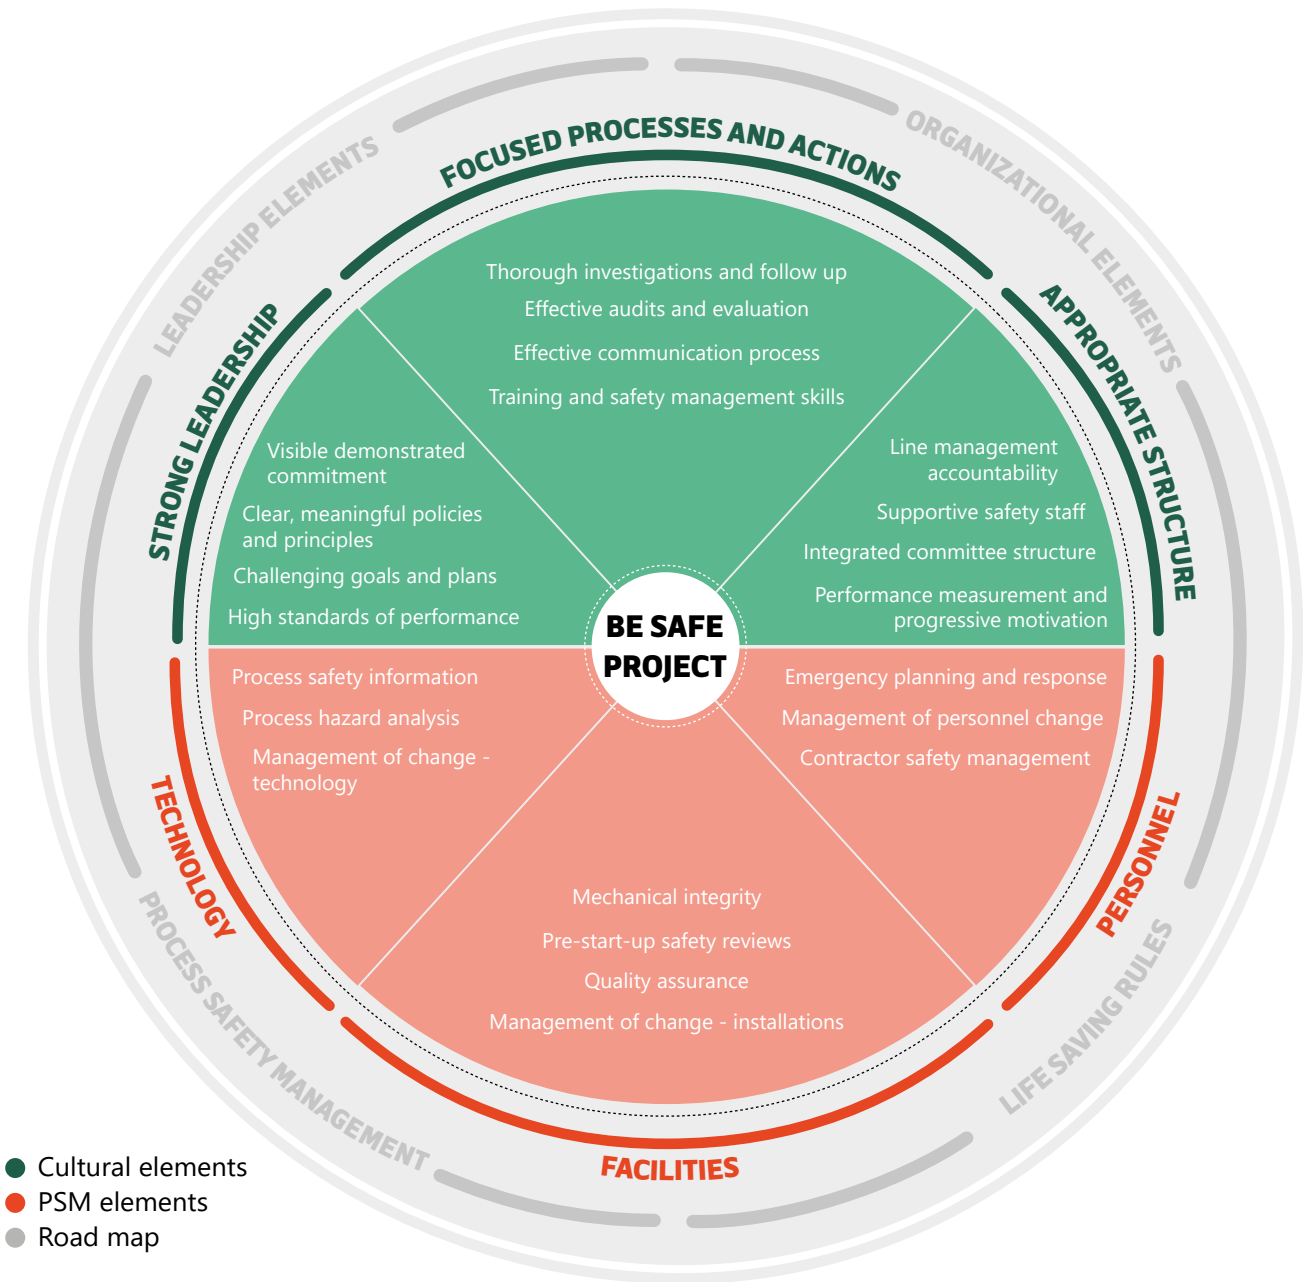 LEADERSHIP ELEMENTS
ORGANIZATIONAL ELEMENTS
FOCUSED PROCESSES AND ACTIONS
Thorough investigations and follow up
Effective audits and evaluation
Effective communication process
Training and safety management skills
STRONG LEADERSHIP
Visible demonstrated
commitment
Clear, meaningful policies
and principles
Challenging goals and plans
High standards of performance
APPROPRIATE STRUCTURE
Line management
accountability
Supportive safety staff
Integrated committee structure
Performance measurement and
progressive motivation
BE SAFE
PROJECT
TECHNOLOGY
Process safety information
Process hazard analysis
Management of change -
technology
PERSONNEL
Emergency planning and response
Management of personnel change
Contractor safety management
Mechanical integrity
Pre-start-up safety reviews
Quality assurance
Management of change - installations
FACILITIES
PROCESS SAFETY MANAGEMENT
LIFE SAVING RULES
Cultural elements
PSM elements
Road map